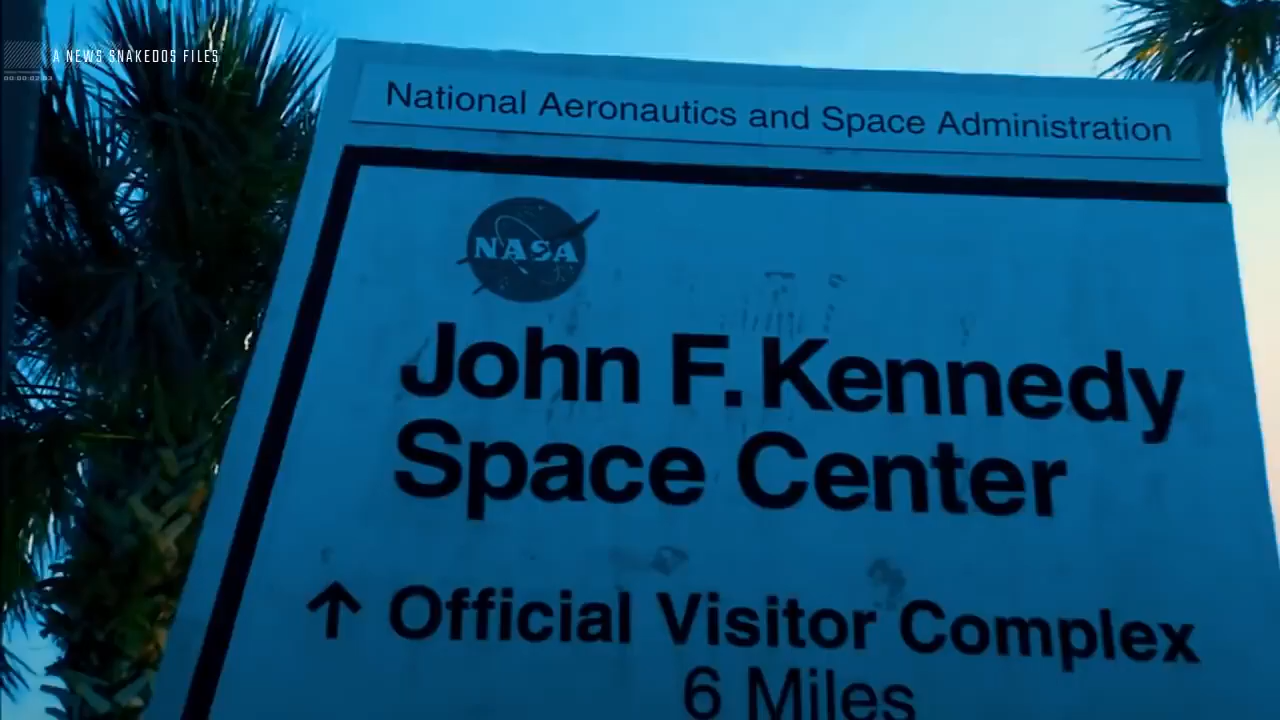 A NEWS SNAKEDOS FILES
National Aeronautics and Space Administration
NASA
John F. Kennedy
Space Center
↑ Official Visitor Complex
6 Miles